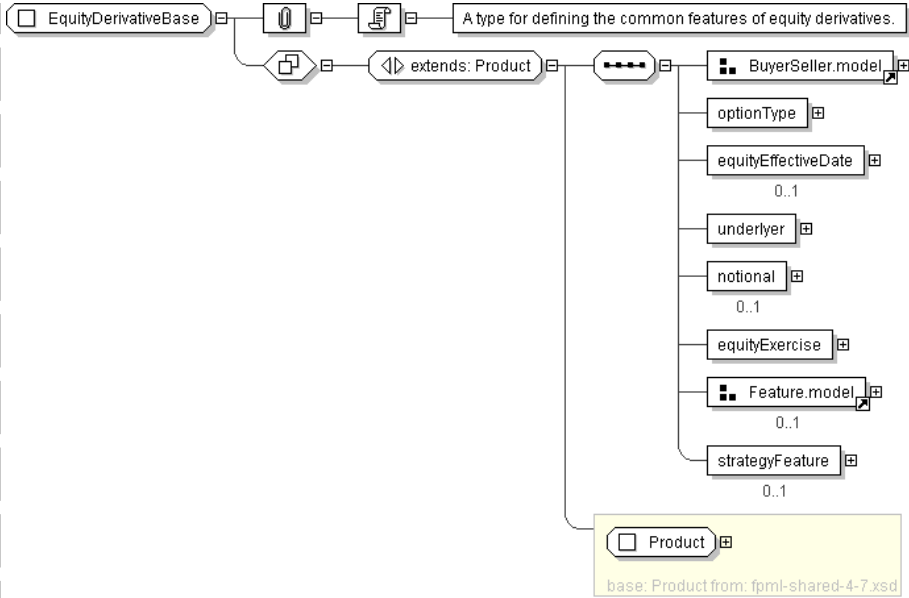 EquityDerivativeBase
A type for defining the common features of equity derivatives.
extends: Product
BuyerSeller.model
optionType
equityEffectiveDate
0..1
underlyer
notional
0..1
equityExercise
Feature.model
0..1
strategyFeature
0..1
Product
base: Product from: fpml-shared-4-7.xsd